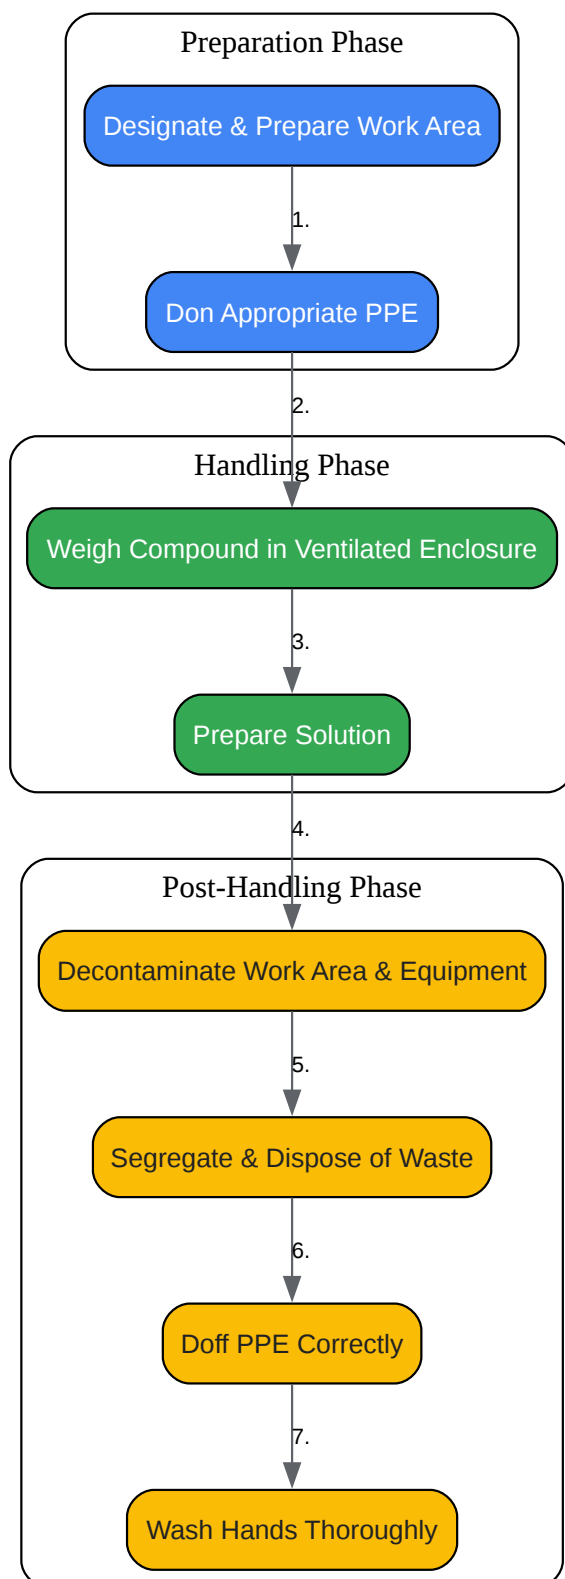 Preparation Phase
Designate & Prepare Work Area
1.
Don Appropriate PPE
2.
Handling Phase
Weigh Compound in Ventilated Enclosure
3.
Prepare Solution
4.
Post-Handling Phase
Decontaminate Work Area & Equipment
5.
Segregate & Dispose of Waste
6.
Doff PPE Correctly
7.
Wash Hands Thoroughly